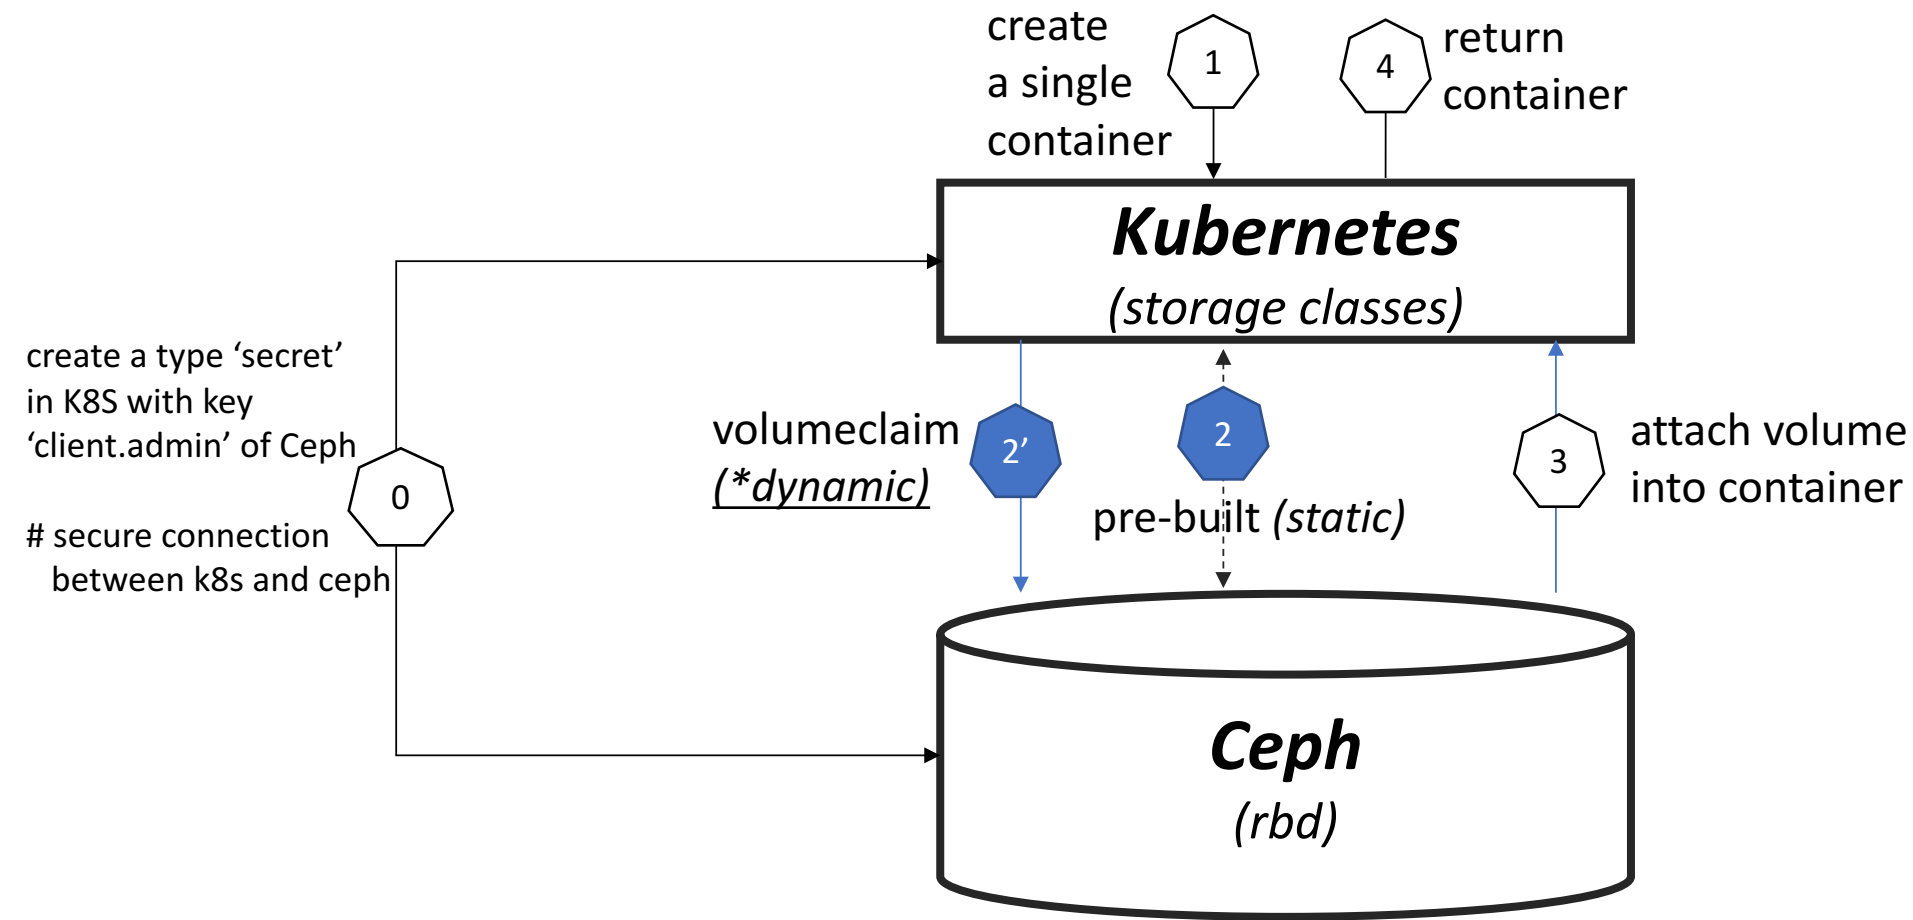 create
a single
container
1
4
return
container
Kubernetes
(storage classes)
create a type ‘secret’
in K8S with key
‘client.admin’ of Ceph
0
# secure connection
between k8s and ceph
volumeclaim
(*dynamic)
2’
2
pre-built (static)
3
attach volume
into container
Ceph
(rbd)